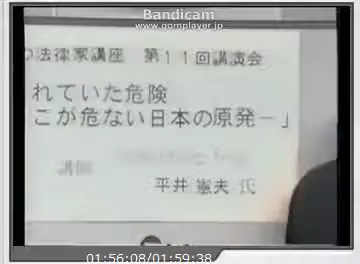 Bandicam
www.gomplayer.jp
の法律家講座 第11回講演会
れていた危険
こが危ない日本の原発ー」
講師
平井 憲夫 氏
01:56:08/01:59:38